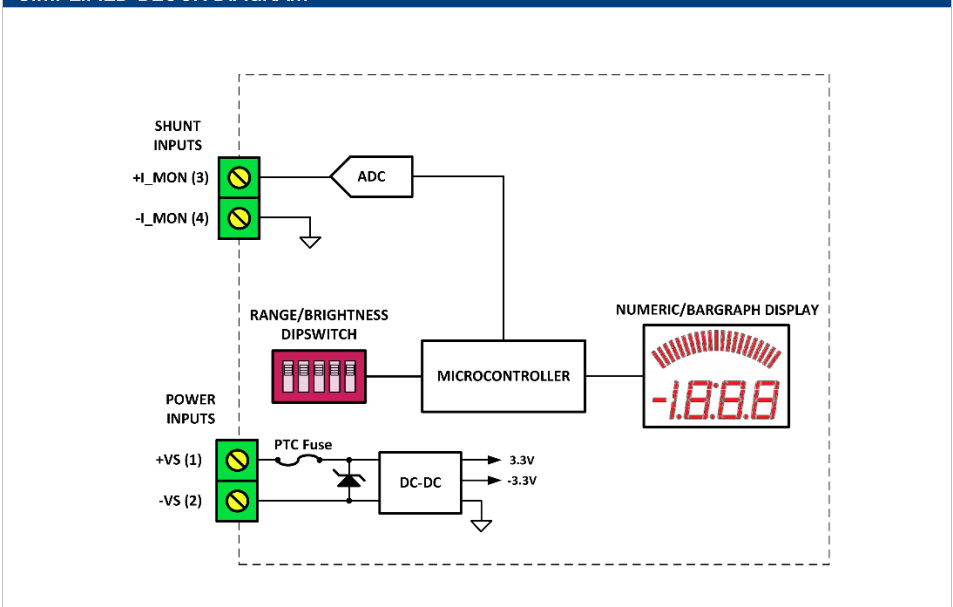 SHUNT
INPUTS
+I_MON (3)
ADC
-I_MON (4)
RANGE/BRIGHTNESS
DIPSWITCH
NUMERIC/BARGRAPH DISPLAY
MICROCONTROLLER
-1.8:8.8
POWER
INPUTS
PTC Fuse
+VS (1)
3.3V
DC-DC
-3.3V
-VS (2)